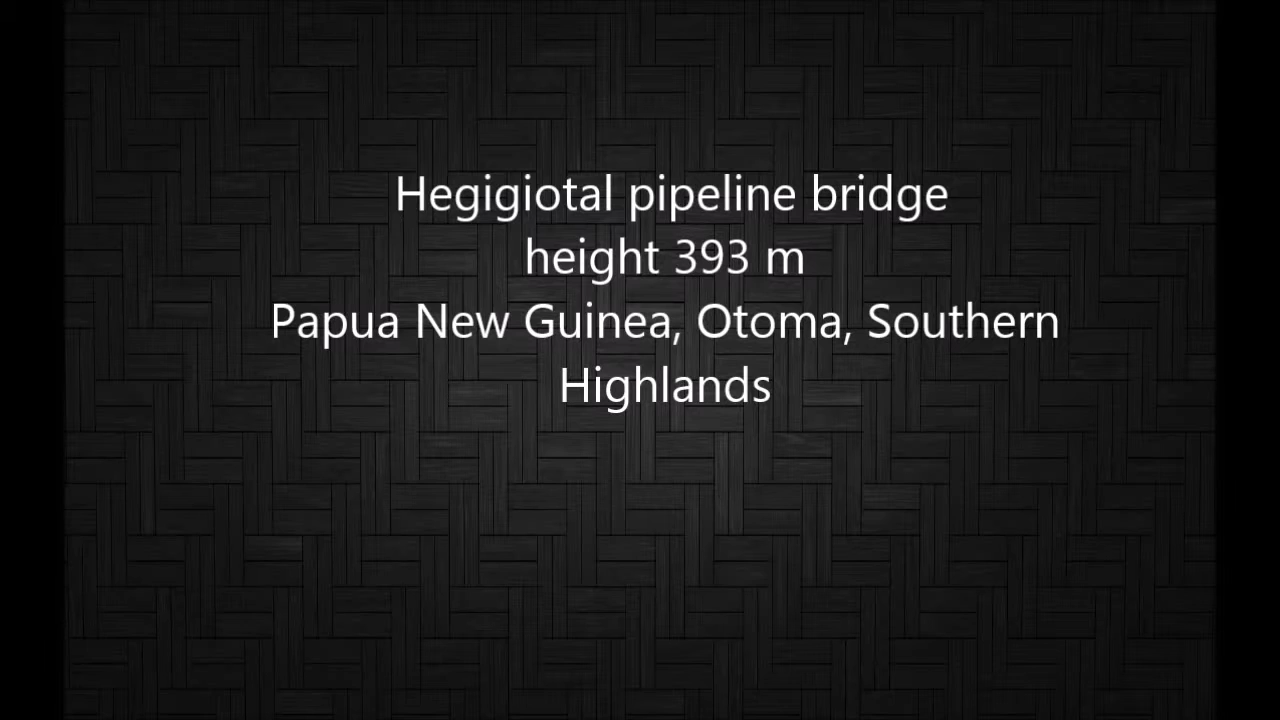 Hegigiotal pipeline bridge
height 393 m
Papua New Guinea, Otoma, Southern
Highlands